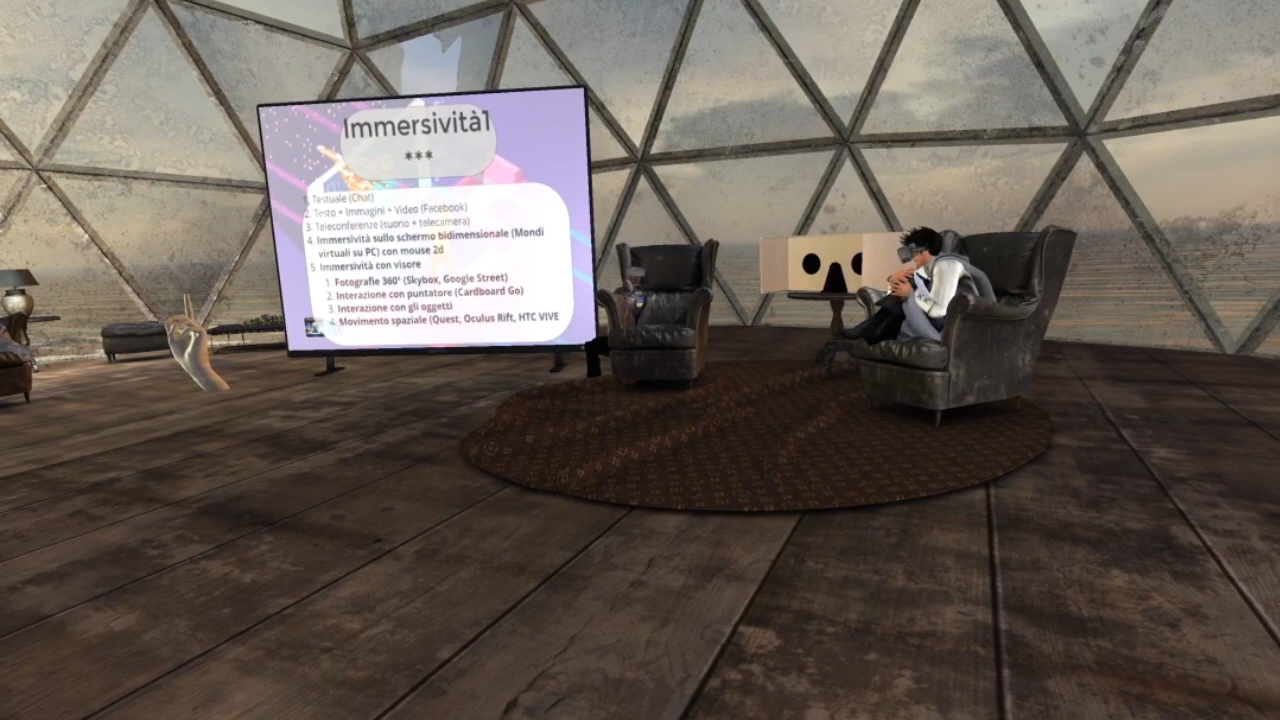 Immersività1
***
1. Testuale (Chat)
2. Testo + Immagini + Video (Facebook)
3. Teleconferenze (suono + telecamera)
4. Immersività sullo schermo bidimensionale (Mondi
virtuali su PC) con mouse 2d
5. Immersività con visore
1. Fotografie 360° (Skybox, Google Street)
2. Interazione con puntatore (Cardboard Go)
3. Interazione con gli oggetti
4. Movimento spaziale (Quest, Oculus Rift, HTC VIVE